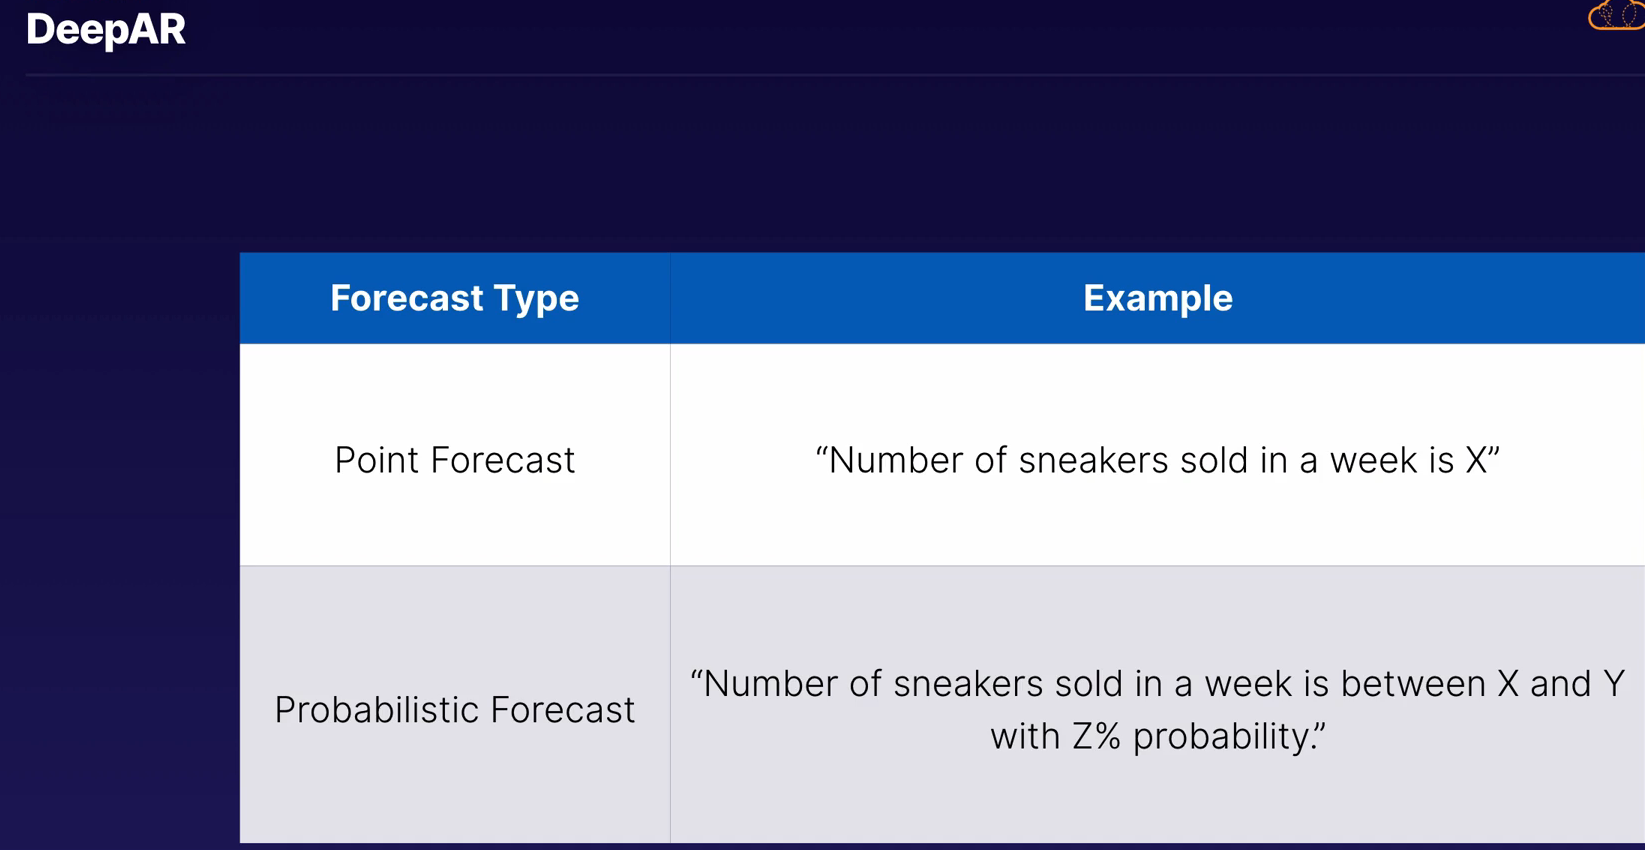 DeepAR
Forecast Type
Example
Point Forecast
“Number of sneakers sold in a week is X”
Probabilistic Forecast
“Number of sneakers sold in a week is between X and Y
with Z% probability.”